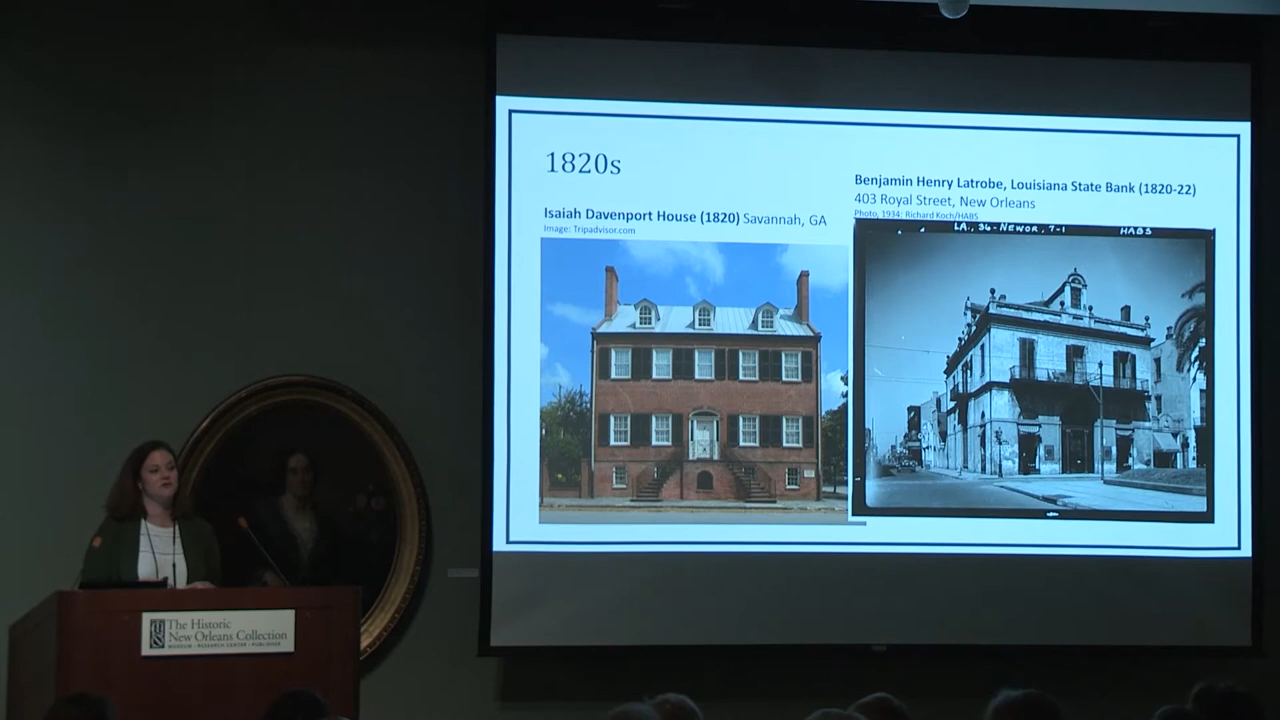 1820s
Isaiah Davenport House (1820) Savannah, GA
Image: Tripadvisor.com
Benjamin Henry Latrobe, Louisiana State Bank (1820-22)
403 Royal Street, New Orleans
Photo, 1934: Richard Koch/HABS
LA., 36-NEWOR, 7-1 HABS
The Historic
New Orleans Collection
MUSEUM • RESEARCH CENTER • PUBLISHER